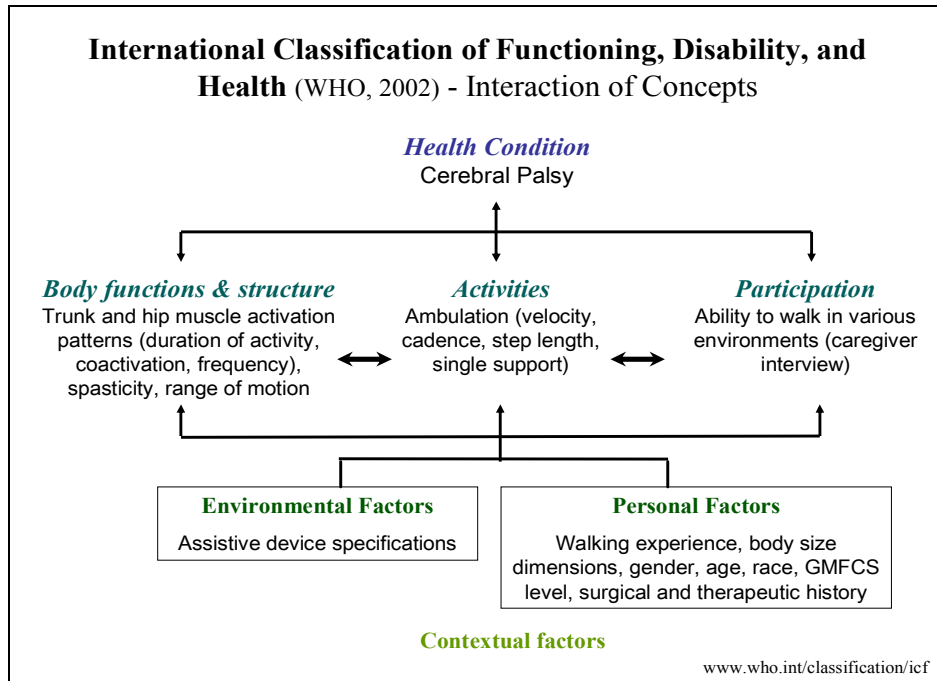 International Classification of Functioning, Disability, and
Health (WHO, 2002) - Interaction of Concepts
Health Condition
Cerebral Palsy
Body functions & structure
Trunk and hip muscle activation
patterns (duration of activity,
coactivation, frequency),
spasticity, range of motion
Activities
Ambulation (velocity,
cadence, step length,
single support)
Participation
Ability to walk in various
environments (caregiver
interview)
Environmental Factors
Assistive device specifications
Personal Factors
Walking experience, body size
dimensions, gender, age, race, GMFCS
level, surgical and therapeutic history
Contextual factors
www.who.int/classification/icf